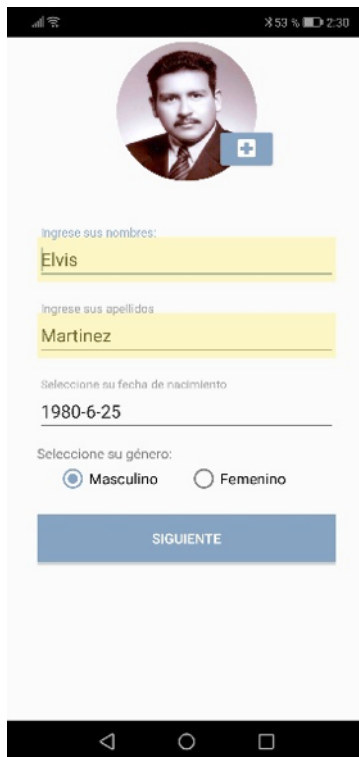 53 % 2:30
Ingrese sus nombres:
Elvis
Ingrese sus apellidos
Martinez
Seleccione su fecha de nacimiento
1980-6-25
Seleccione su género:
Masculino Femenino
SIGUIENTE